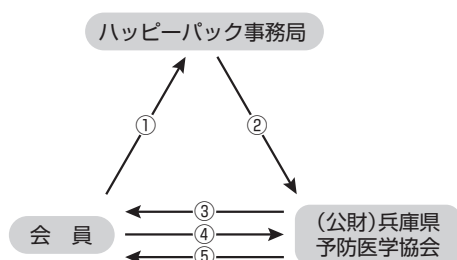 ハッピーパック事務局
①
②
③
会　員
④
(公財)兵庫県
予防医学協会
⑤